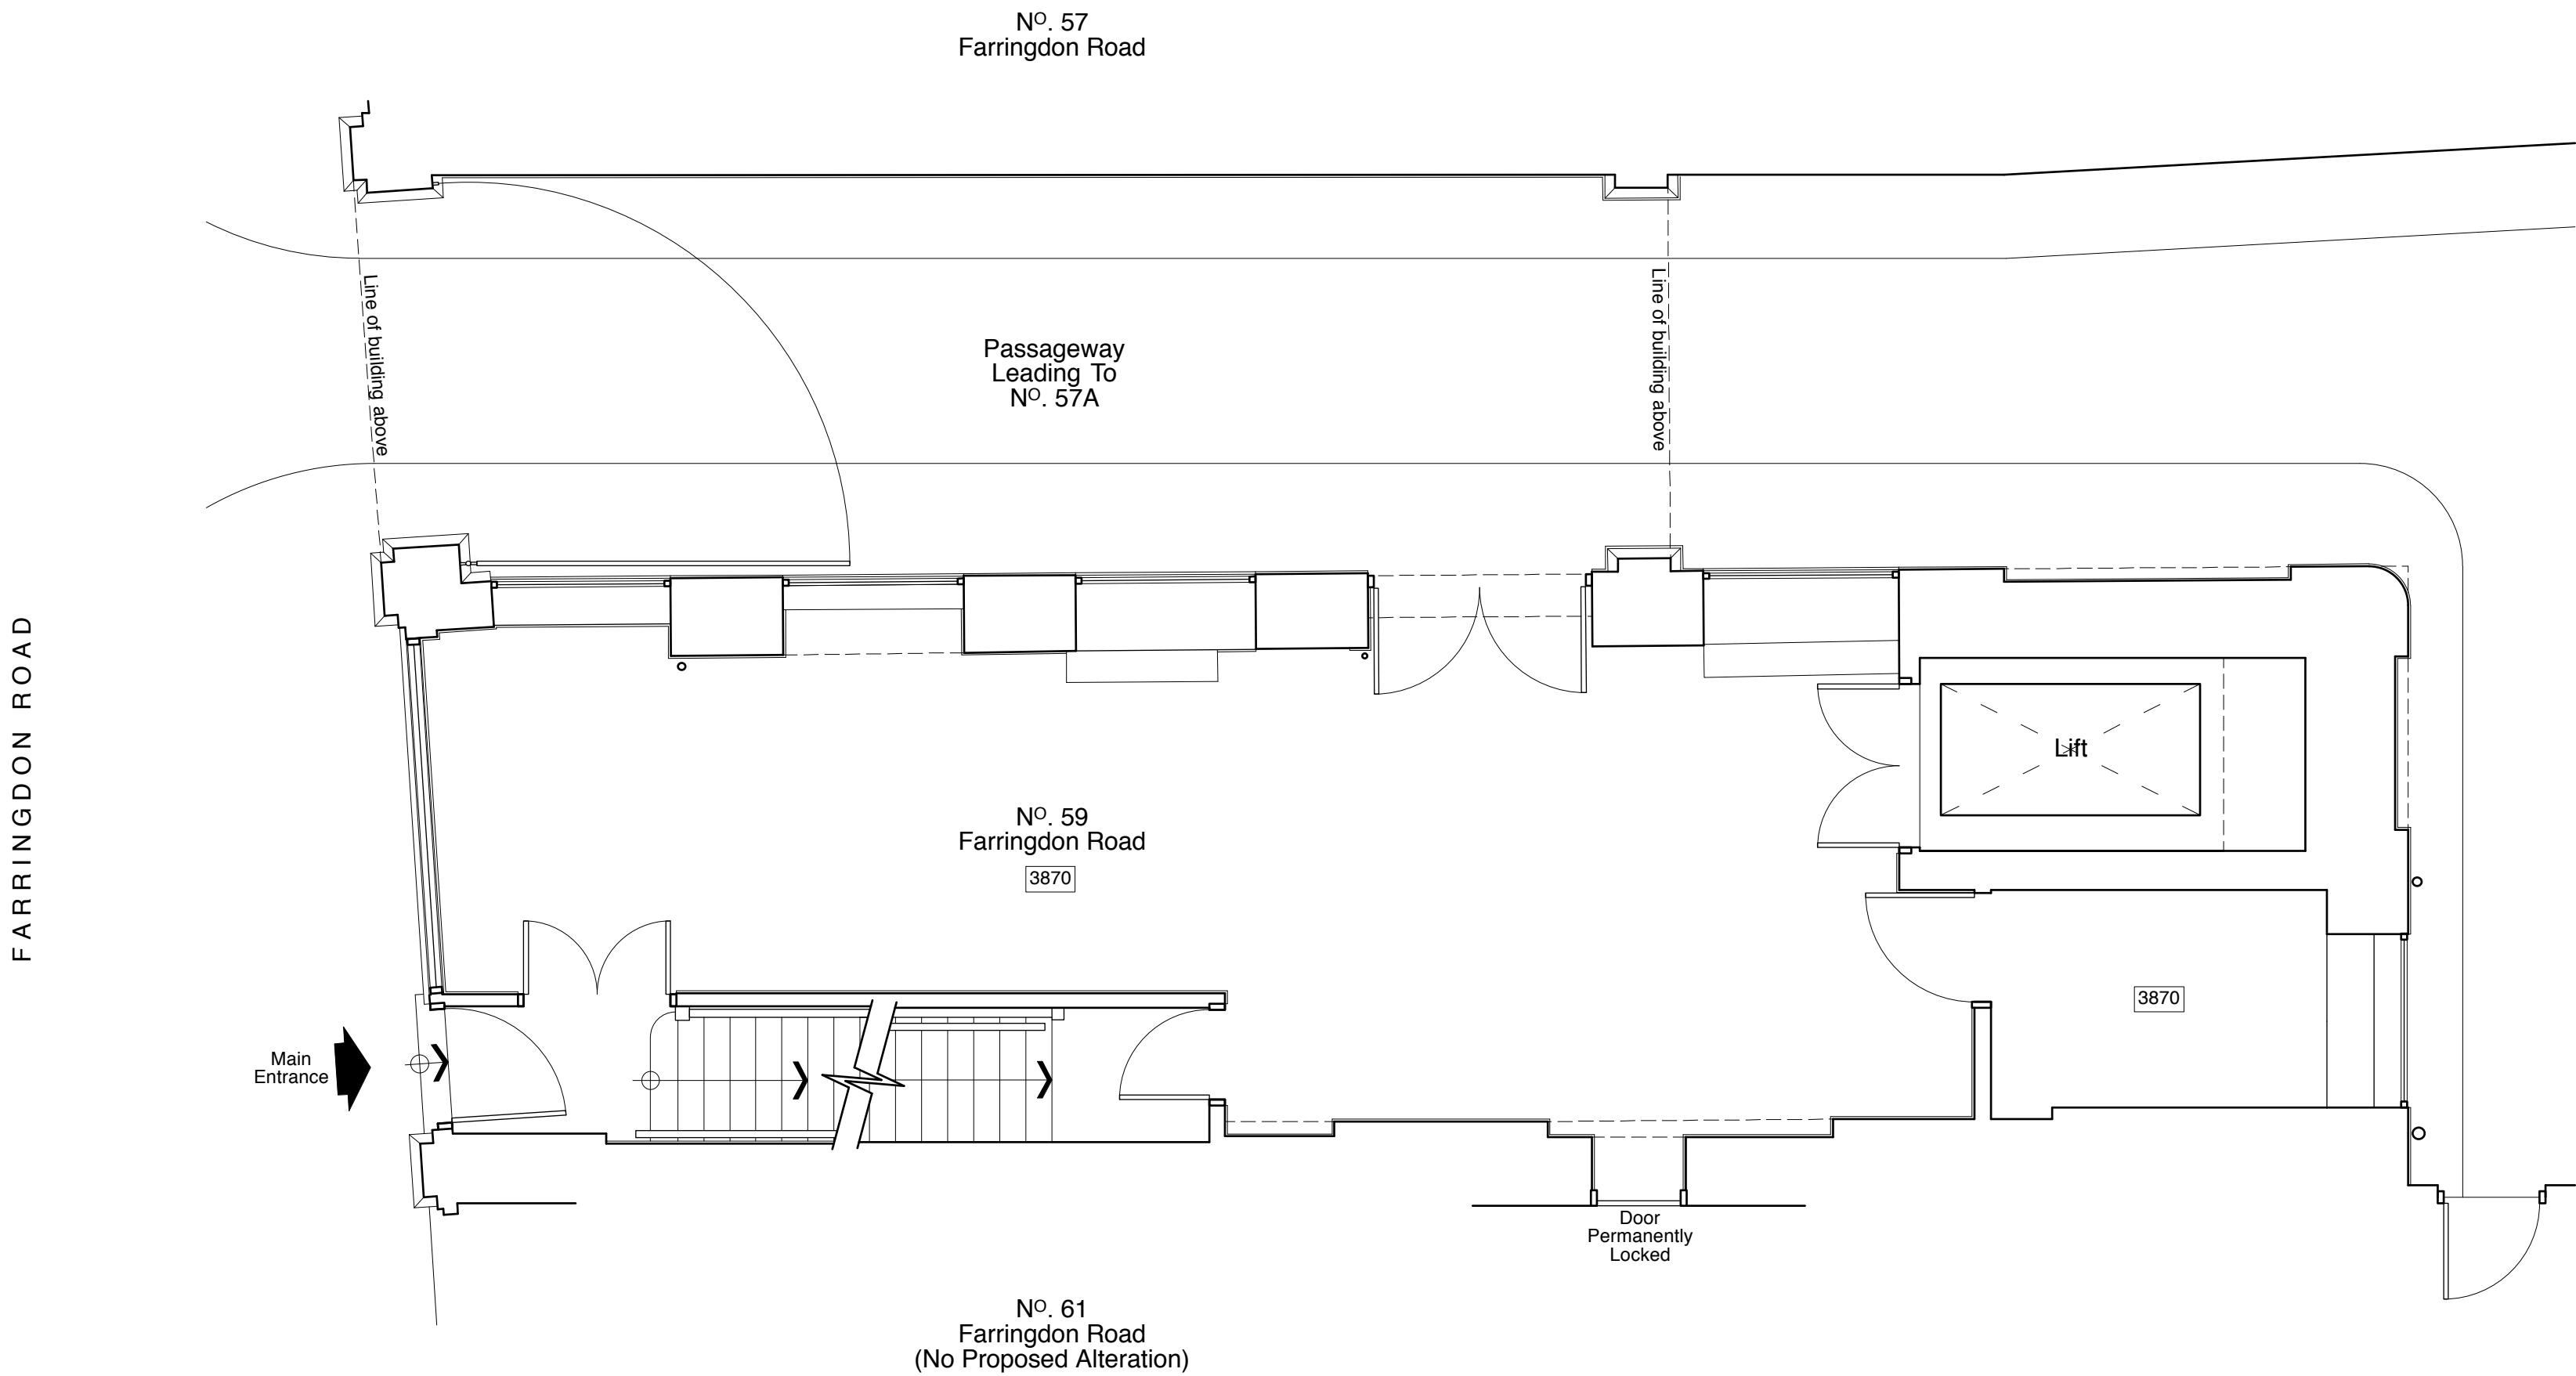 Nº. 57
Farringdon Road
Line of building above
Line of building above
Passageway
Leading To
Nº. 57A
FARRINGDON ROAD
Lift
Nº. 59
Farringdon Road
3870
3870
Main
Entrance
Door
Permanently
Locked
Nº. 61
Farringdon Road
(No Proposed Alteration)